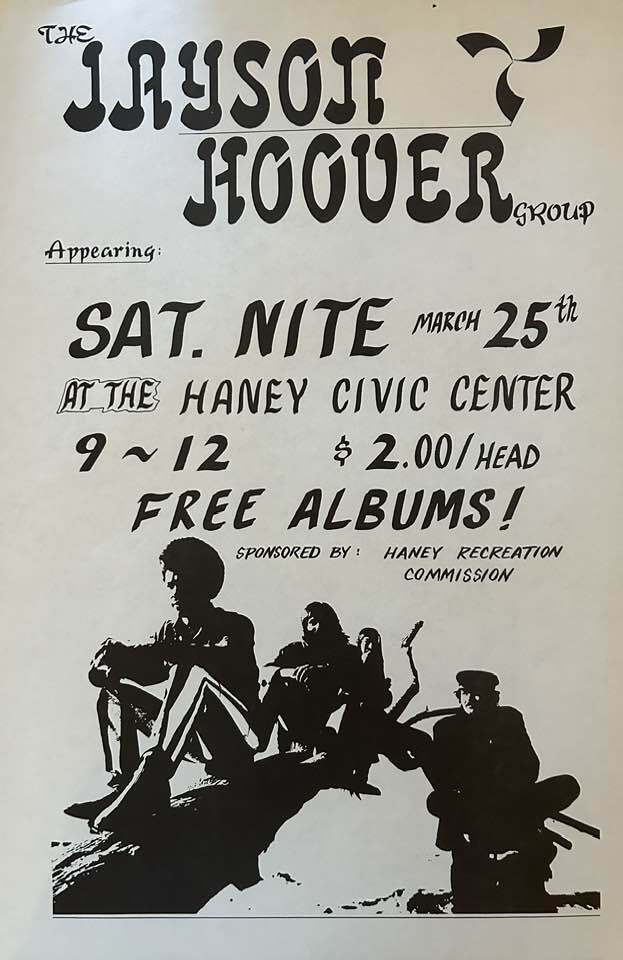 THE
JAYSON
HOOVER
GROUP
Appearing:
SAT. NITE MARCH 25th
AT THE HANEY CIVIC CENTER
9 ~ 12 $ 2.00/HEAD
FREE ALBUMS!
SPONSORED BY: HANEY RECREATION
COMMISSION